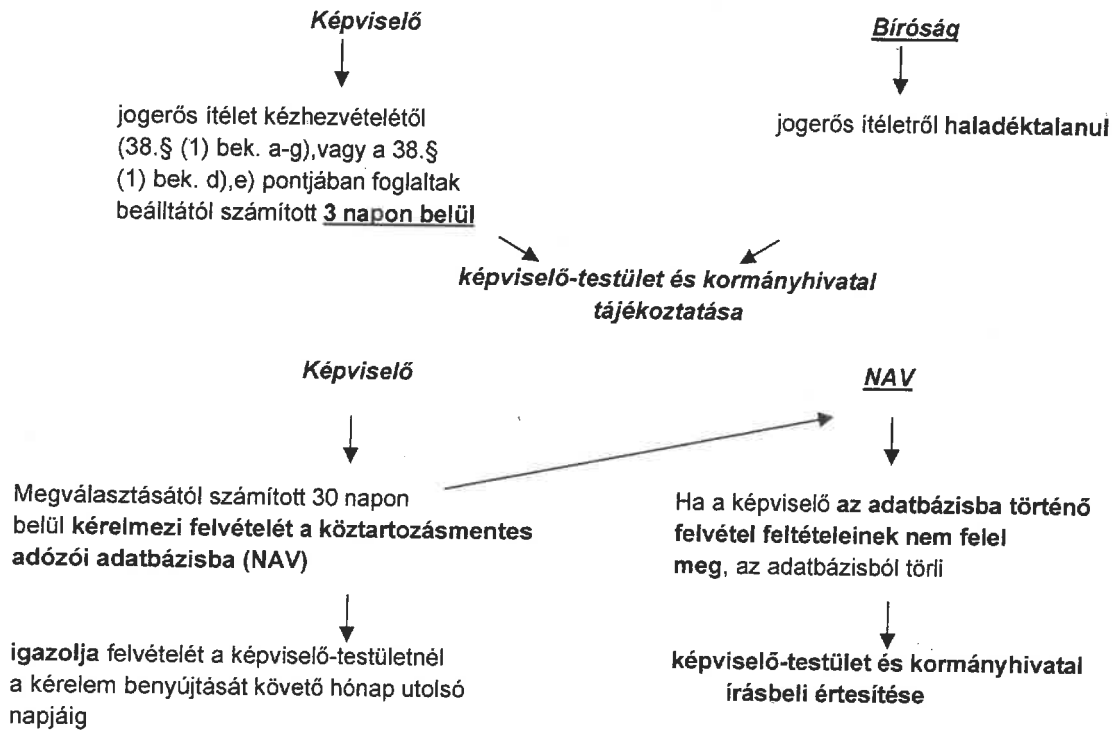 Képviselő
jogerős ítélet kézhezvételétől
(38.§ (1) bek. a-g),vagy a 38.§
(1) bek. d),e) pontjában foglaltak
beálltától számított 3 napon belül
Bíróság
jogerős ítéletről haladéktalanul
képviselő-testület és kormányhivatal
tájékoztatása
Képviselő
Megválasztásától számított 30 napon
belül kérelmezi felvételét a köztartozásmentes
adózói adatbázisba (NAV)
igazolja felvételét a képviselő-testületnél
a kérelem benyújtását követő hónap utolsó
napjáig
NAV
Ha a képviselő az adatbázisba történő
felvétel feltételeinek nem felel
meg, az adatbázisból törli
képviselő-testület és kormányhivatal
írásbeli értesítése